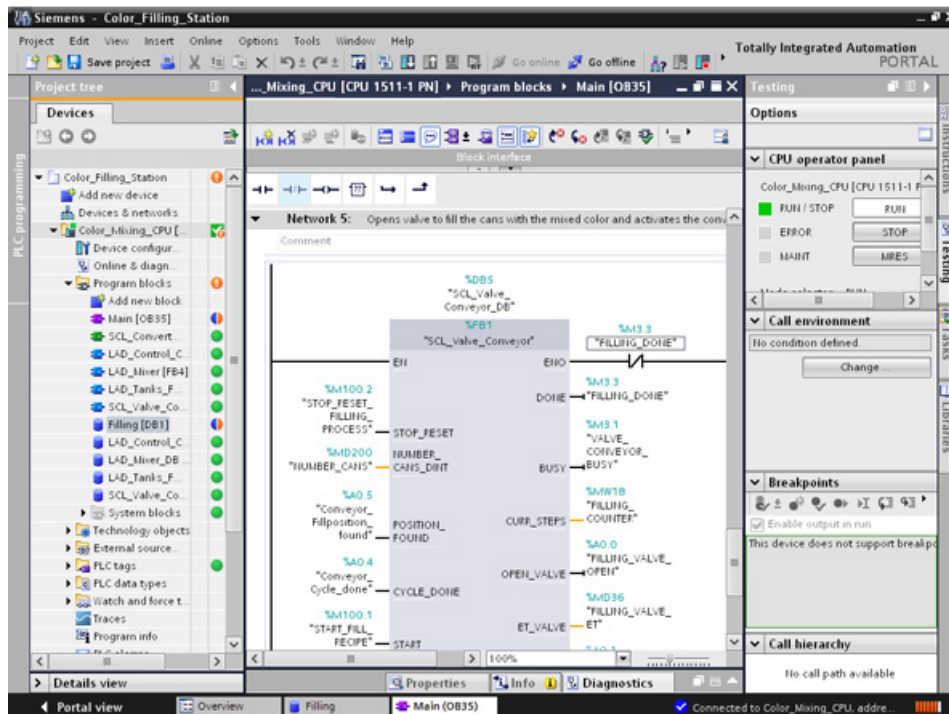 Siemens - Color_Filling_Station
Project Edit View Insert Online Options Tools Window Help
Totally Integrated Automation
PORTAL
Save project
Go online
Go offline
Project tree
...Mixing_CPU [CPU 1511-1 PN] Program blocks Main [OB35]
Testing
Devices
Options
PLC programming
Block interface
CPU operator panel
Color_Filling_Station
Add new device
Devices & networks
Color_Mixing_CPU [...
Device configur...
Online & diagn...
Program blocks
Add new block
Main [OB35]
SCL_Convert...
LAD_Control_C...
LAD_Mixer [FB4]
LAD_Tanks_F...
SCL_Valve_Co...
Filling [DB1]
LAD_Control_C...
LAD_Mixer_DB...
LAD_Tanks_F...
SCL_Valve_Co...
System blocks
Technology objects
External source...
PLC tags
PLC data types
Watch and force t...
Traces
Program info
Details view
Network 5: Opens valve to fill the cans with the mixed color and activates the conv
Comment
%DB5
"SCL_Valve_
Conveyor_DB"
%FB1
"SCL_Valve_Conveyor"
%M3.3
"FILLING_DONE"
EN
ENO
%M100.2
"STOP_RESET_
FILLING_
PROCESS"
STOP_RESET
%MD200
"NUMBER_CANS"
NUMBER_
CANS_DINT
%A0.5
"Conveyor_
Fillposition_
found"
POSITION_
FOUND
%A0.4
"Conveyor_
Cycle_done"
CYCLE_DONE
%M100.1
"START_FILL_
RECIPE"
START
%M3.3
DONE
"FILLING_DONE"
%M3.1
"VALVE_
CONVEYOR_
BUSY"
BUSY
%MW18
"FILLING_
COUNTER"
CURR_STEPS
%A0.0
"FILLING_VALVE_
OPEN"
OPEN_VALVE
%MD36
"FILLING_VALVE_
ET"
ET_VALVE
100%
Color_Mixing_CPU [CPU 1511-1 P
RUN / STOP
RUN
ERROR
STOP
MAINT
MRES
Call environment
No condition defined
Change ...
Breakpoints
Enable output in run
This device does not support breakpo
Call hierarchy
No call path available
Instructions
Testing
Tasks
Libraries
Properties
Info
Diagnostics
Portal view
Overview
Filling
Main (OB35)
Connected to Color_Mixing_CPU, addre...